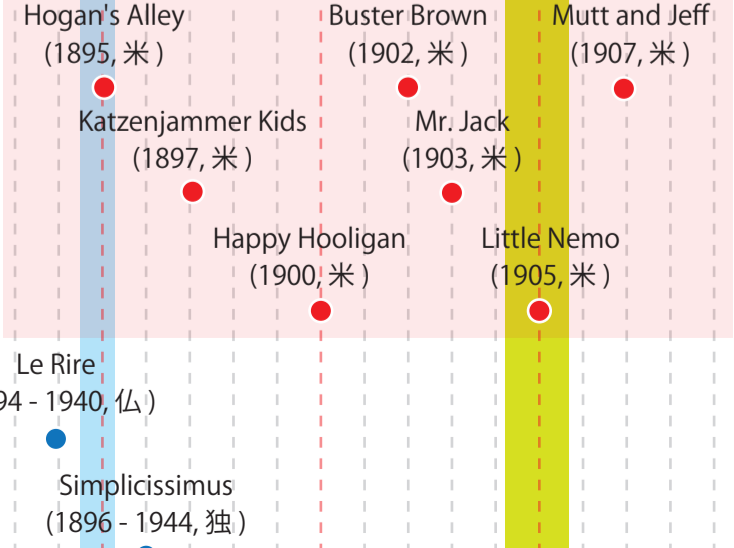 Hogan's Alley
(1895, 米 )
Buster Brown
(1902, 米 )
Mutt and Jeff
(1907, 米 )
Katzenjammer Kids
(1897, 米 )
Mr. Jack
(1903, 米 )
Happy Hooligan
(1900, 米 )
Little Nemo
(1905, 米 )
Le Rire
94 - 1940, 仏 )
Simplicissimus
(1896 - 1944, 独 )